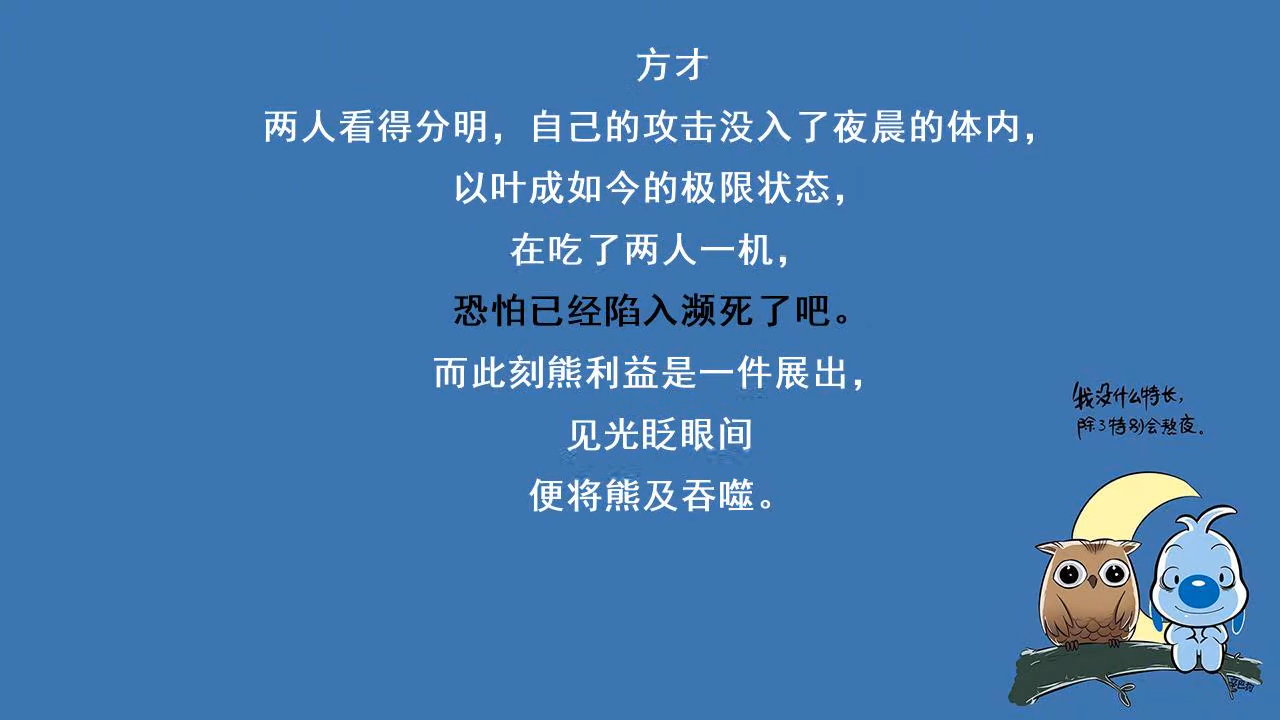 方才
两人看得分明，自己的攻击没入了夜晨的体内，
以叶成如今的极限状态，
在吃了两人一机，
恐怕已经陷入濒死了吧。
而此刻熊利益是一件展出，
见光眨眼间
便将熊及吞噬。
我没什么特长，
除了特别会熬夜。